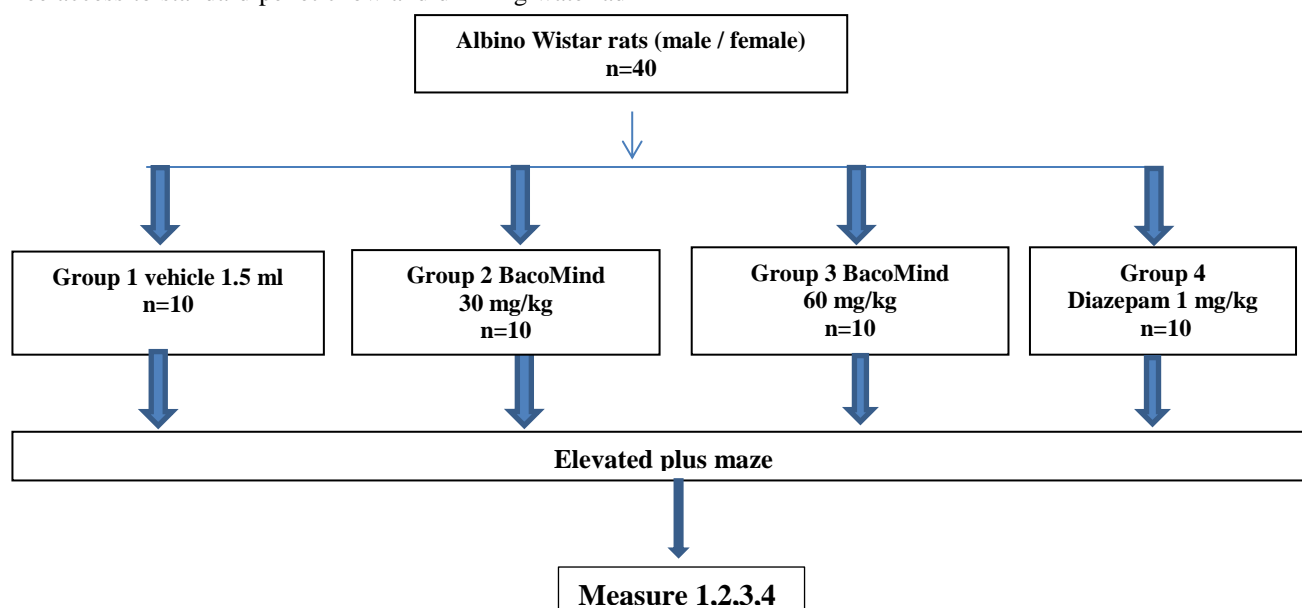 Albino Wistar rats (male / female)
n=40
Group 1 vehicle 1.5 ml
n=10
Group 2 BacoMind
30 mg/kg
n=10
Group 3 BacoMind
60 mg/kg
n=10
Group 4
Diazepam 1 mg/kg
n=10
Elevated plus maze
Measure 1,2,3,4